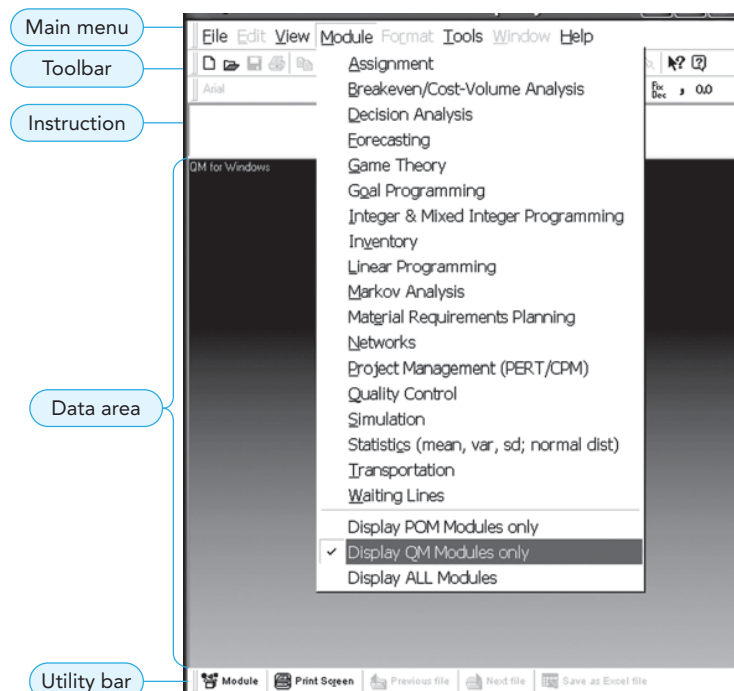 Main menu
File Edit View Module Format Tools Window Help
Toolbar
Arial
Fix Dec , 0.0
Instruction
QM for Windows
Assignment
Breakeven/Cost-Volume Analysis
Decision Analysis
Forecasting
Game Theory
Goal Programming
Integer & Mixed Integer Programming
Inventory
Linear Programming
Markov Analysis
Material Requirements Planning
Networks
Project Management (PERT/CPM)
Quality Control
Simulation
Statistics (mean, var, sd; normal dist)
Transportation
Waiting Lines
Display POM Modules only
Display QM Modules only
Display ALL Modules
Data area
Utility bar
Module Print Screen Previous file Next file Save as Excel file